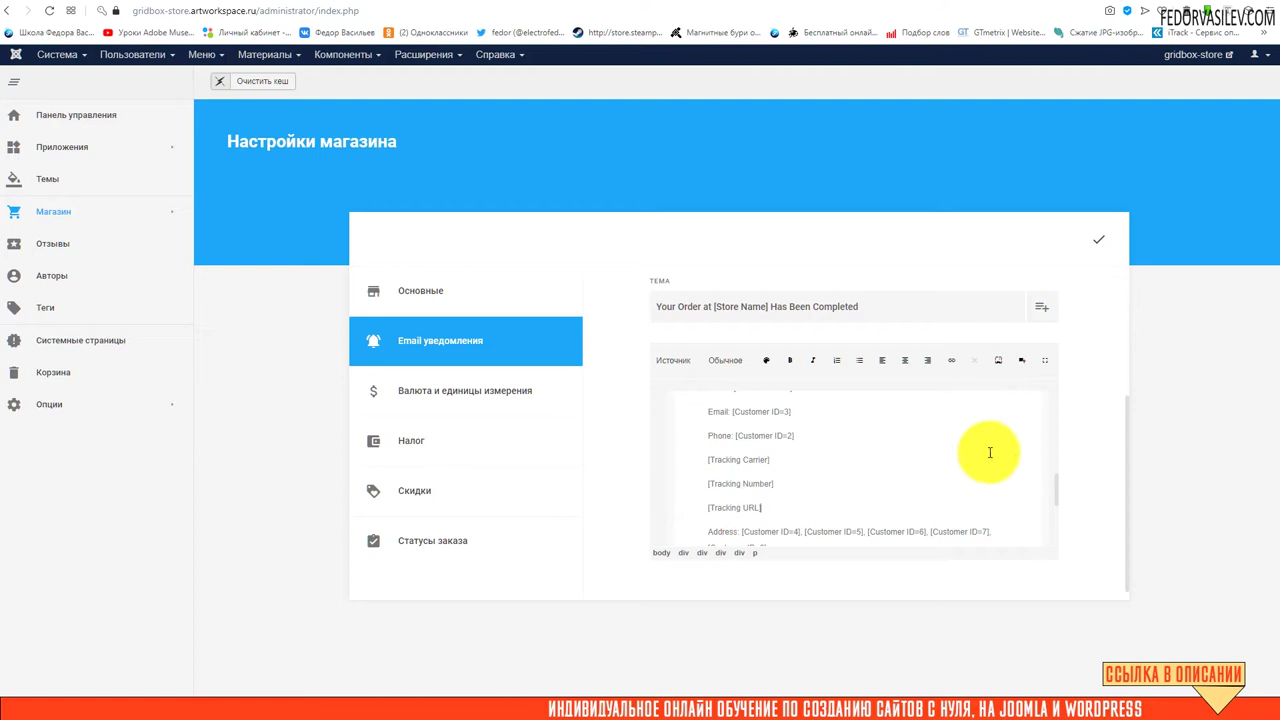 gridbox-store.artworkspace.ru/administrator/index.php
FEDORVASILEV.COM
Школа Федора Вас...
Уроки Adobe Muse...
Личный кабинет -...
Федор Васильев
(2) Одноклассники
fedor (@electrofed...
http://store.steamp...
Магнитные бури о...
Бесплатный онлай...
Подбор слов
GTmetrix | Website...
Сжатие JPG-изобр...
iTrack - Сервис оп...
Система
Пользователи
Меню
Материалы
Компоненты
Расширения
Справка
gridbox-store
Очистить кеш
Панель управления
Приложения
Темы
Магазин
Отзывы
Авторы
Теги
Системные страницы
Корзина
Опции
Настройки магазина
Основные
Email уведомления
Валюта и единицы измерения
Налог
Скидки
Статусы заказа
ТЕМА
Your Order at [Store Name] Has Been Completed
Источник
Обычное
Email: [Customer ID=3]
Phone: [Customer ID=2]
[Tracking Carrier]
[Tracking Number]
[Tracking URL]
Address: [Customer ID=4], [Customer ID=5], [Customer ID=6], [Customer ID=7],
body div div div div p
ССЫЛКА В ОПИСАНИИ
ИНДИВИДУАЛЬНОЕ ОНЛАЙН ОБУЧЕНИЕ ПО СОЗДАНИЮ САЙТОВ С НУЛЯ, НА JOOMLA И WORDPRESS